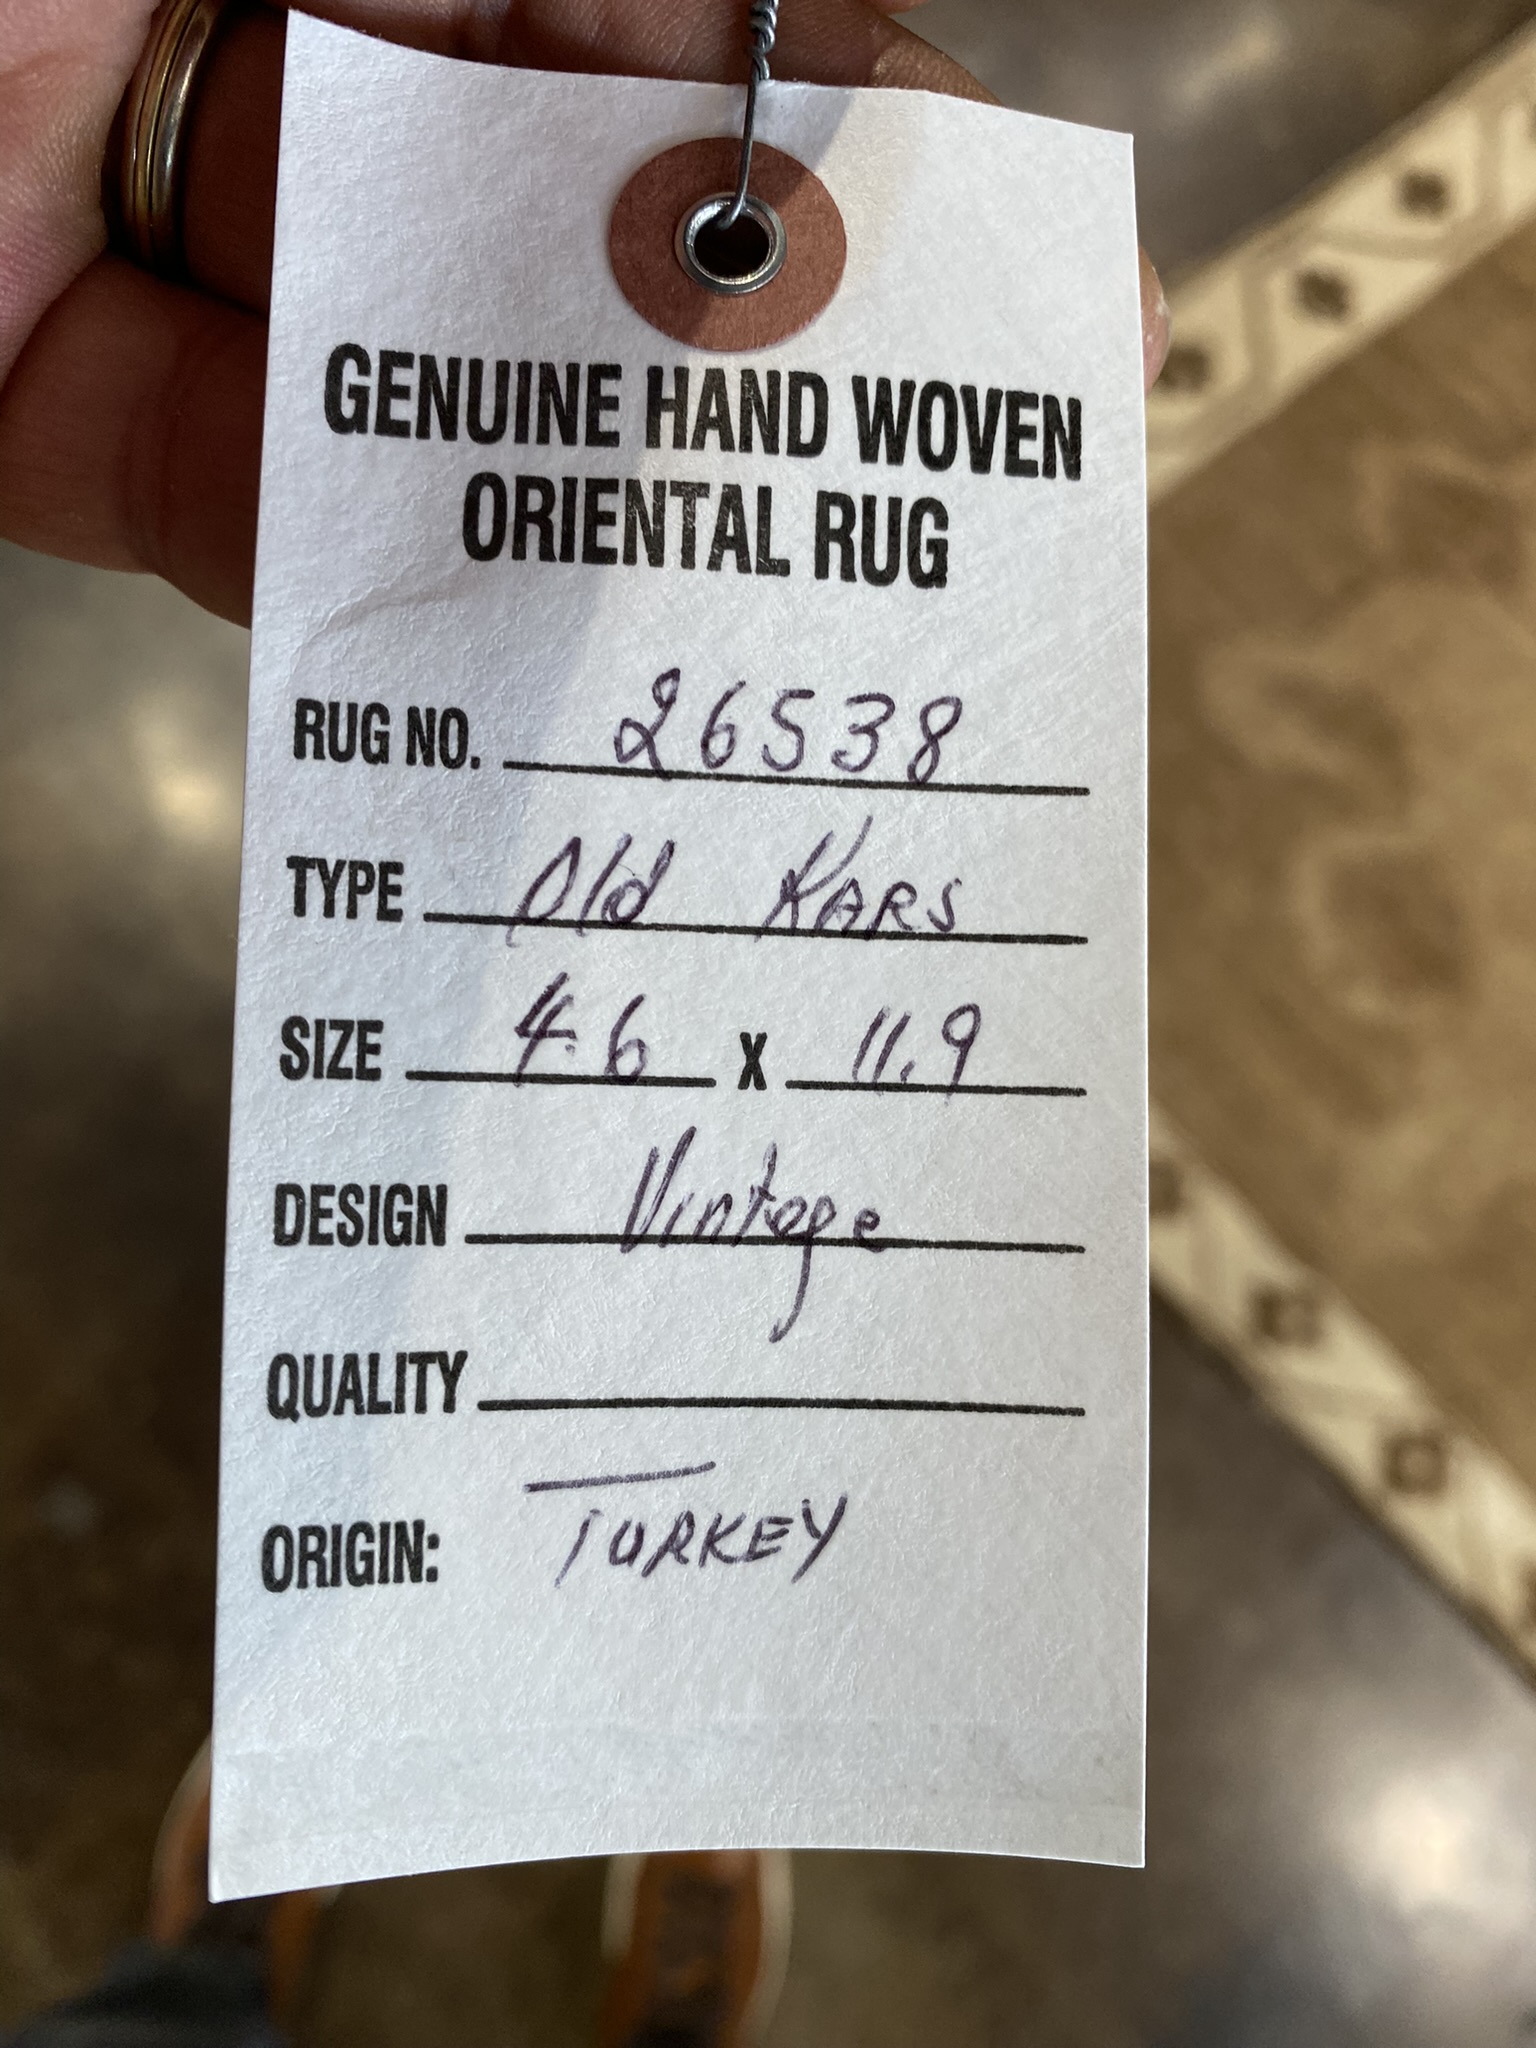 GENUINE HAND WOVEN
ORIENTAL RUG
RUG NO. 26538
TYPE Old KARS
SIZE 4.6 X 11.9
DESIGN Vintage
QUALITY
ORIGIN: TURKEY